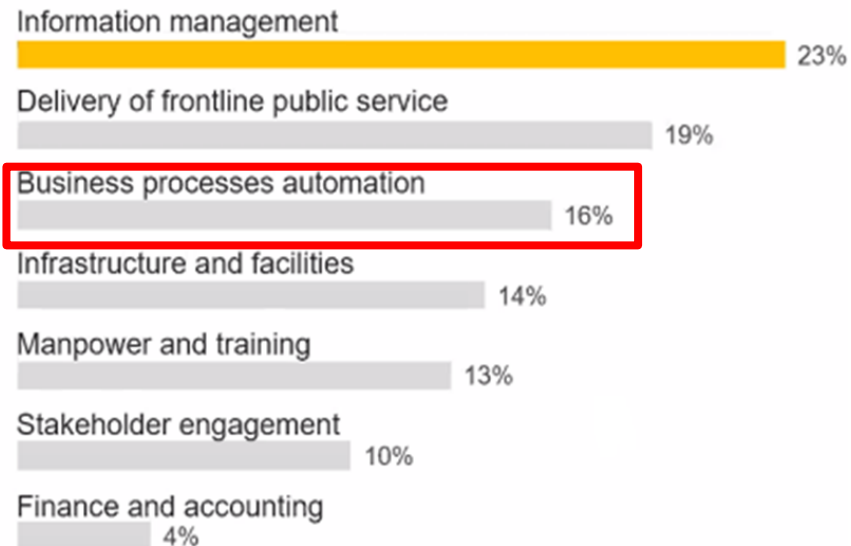 Information management
23%
Delivery of frontline public service
19%
Business processes automation
16%
Infrastructure and facilities
14%
Manpower and training
13%
Stakeholder engagement
10%
Finance and accounting
4%